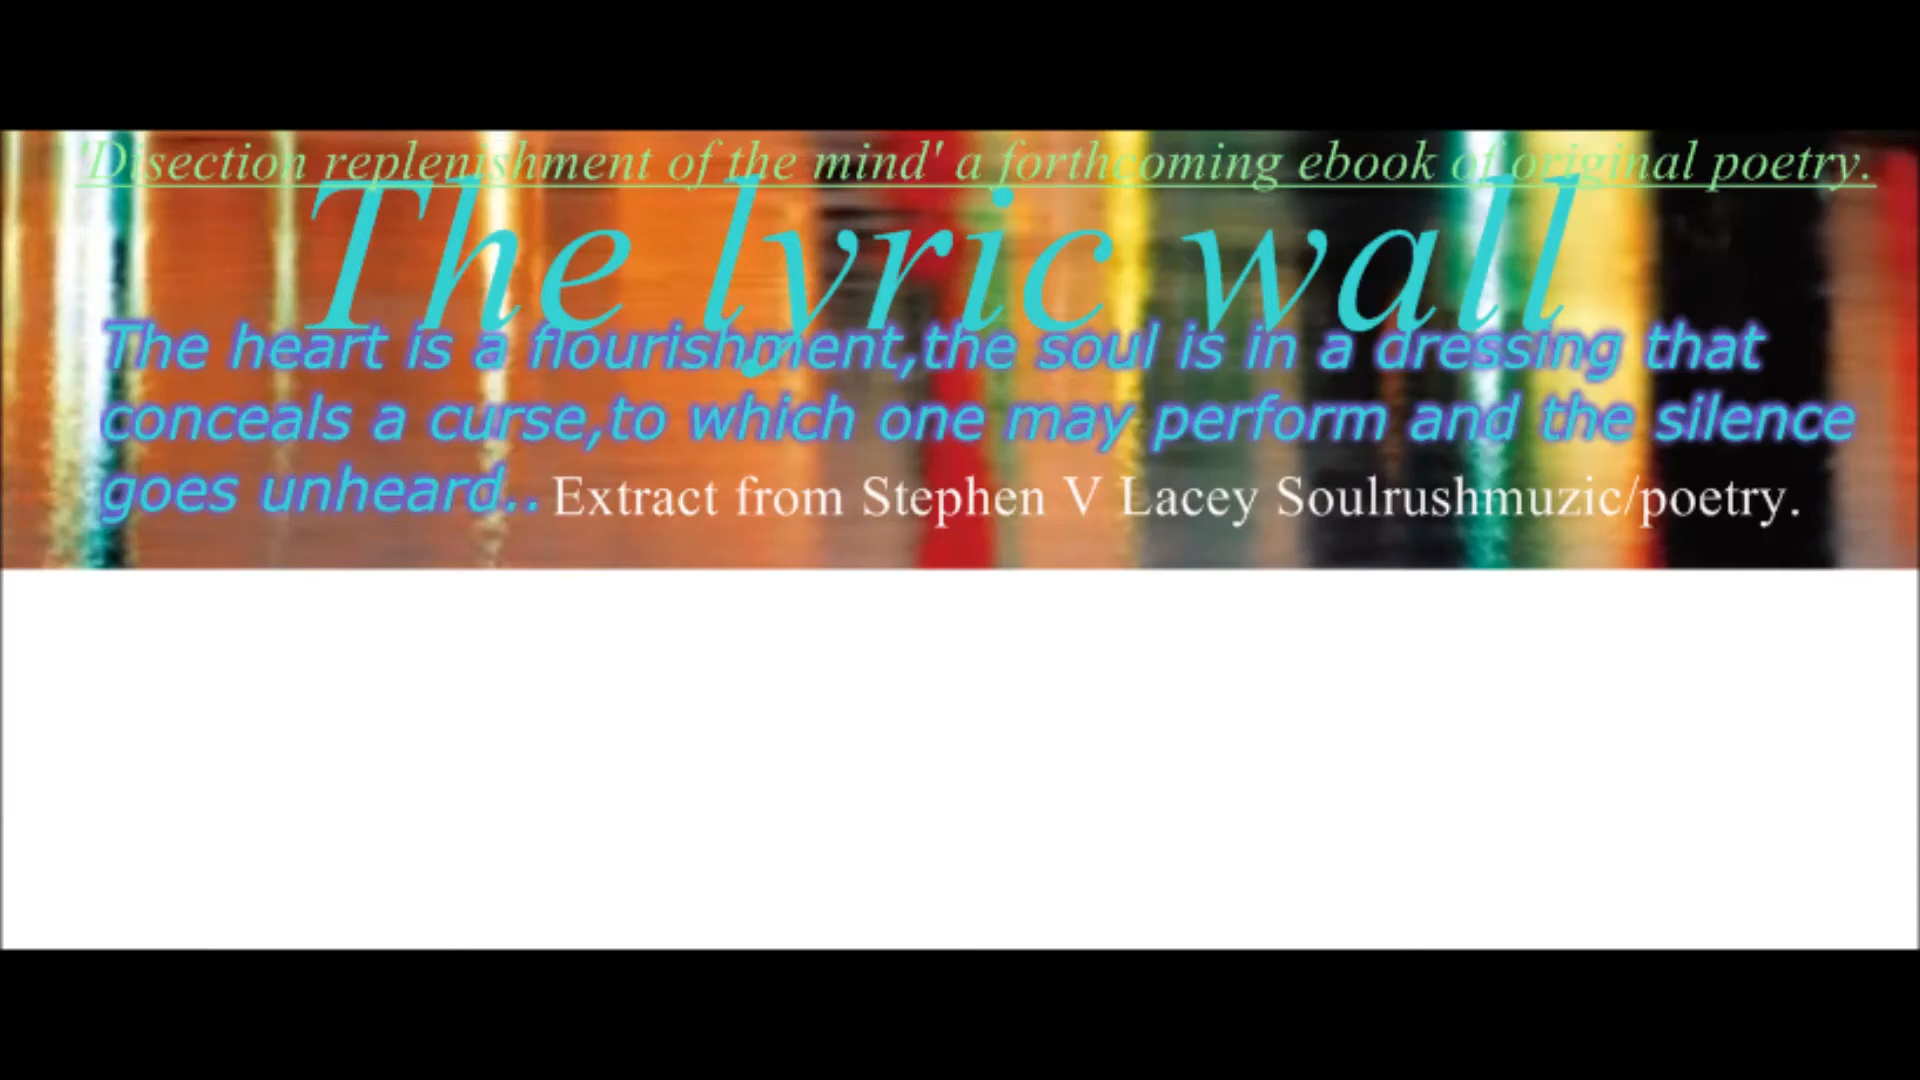 'Disection replenishment of the mind' a forthcoming ebook of original poetry.
The lyric wall
The heart is a flourishment,the soul is in a dressing that
conceals a curse,to which one may perform and the silence
goes unheard.. Extract from Stephen V Lacey Soulrushmuzic/poetry.